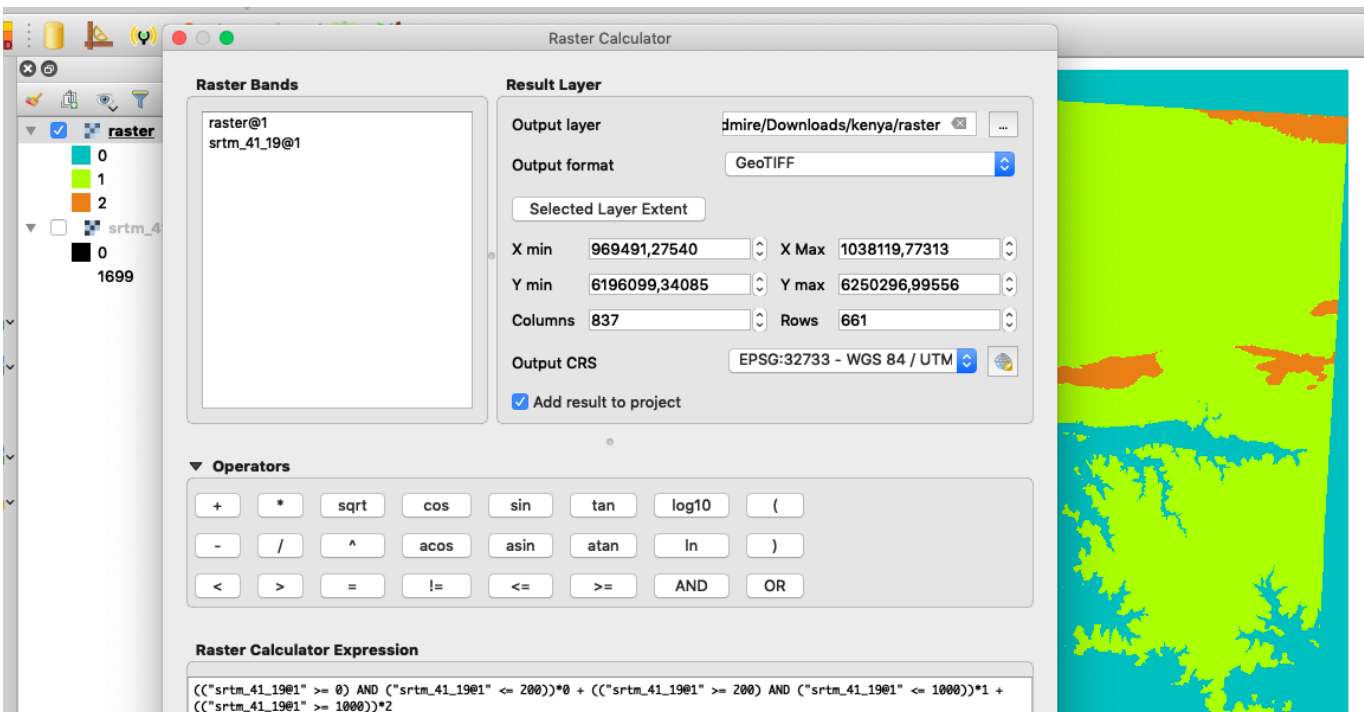 Raster Calculator
raster
0
1
2
srtm_4
0
1699
Raster Bands
raster@1
srtm_41_19@1
Result Layer
Output layer dmire/Downloads/kenya/raster ...
Output format GeoTIFF
Selected Layer Extent
X min 969491,27540 X Max 1038119,77313
Y min 6196099,34085 Y max 6250296,99556
Columns 837 Rows 661
Output CRS EPSG:32733 - WGS 84 / UTM
Add result to project
Operators
+ * sqrt cos sin tan log10 (
- / ^ acos asin atan ln )
< > = != <= >= AND OR
Raster Calculator Expression
(("srtm_41_19@1" >= 0) AND ("srtm_41_19@1" <= 200))*0 + (("srtm_41_19@1" >= 200) AND ("srtm_41_19@1" <= 1000))*1 +
(("srtm_41_19@1" >= 1000))*2